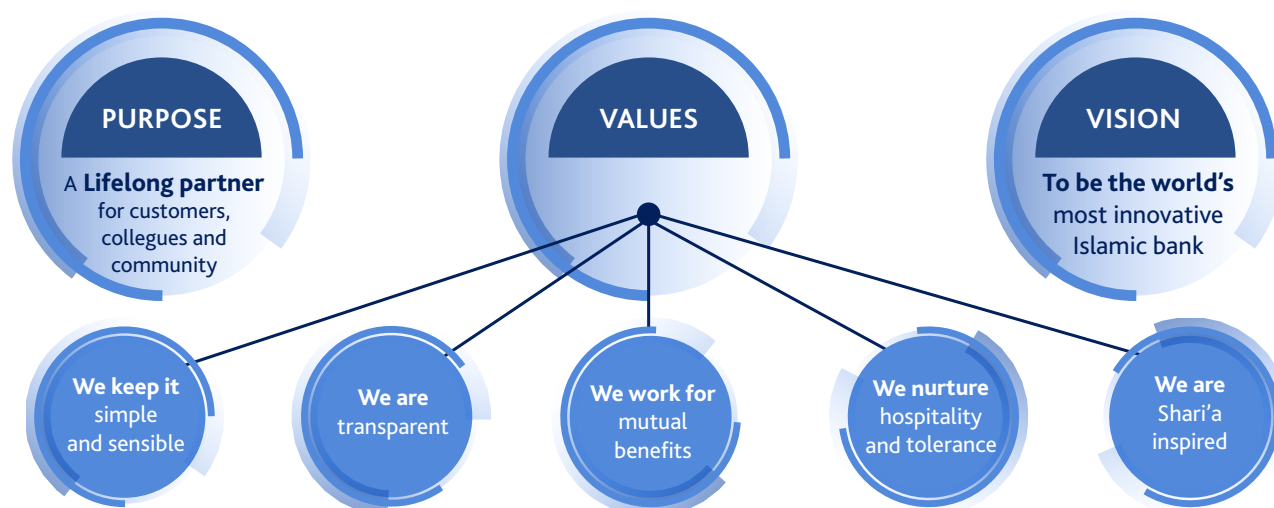 PURPOSE
A Lifelong partner
for customers,
collegues and
community
VALUES
VISION
To be the world's
most innovative
Islamic bank
We keep it
simple
and sensible
We are
transparent
We work for
mutual
benefits
We nurture
hospitality
and tolerance
We are
Shari'a
inspired